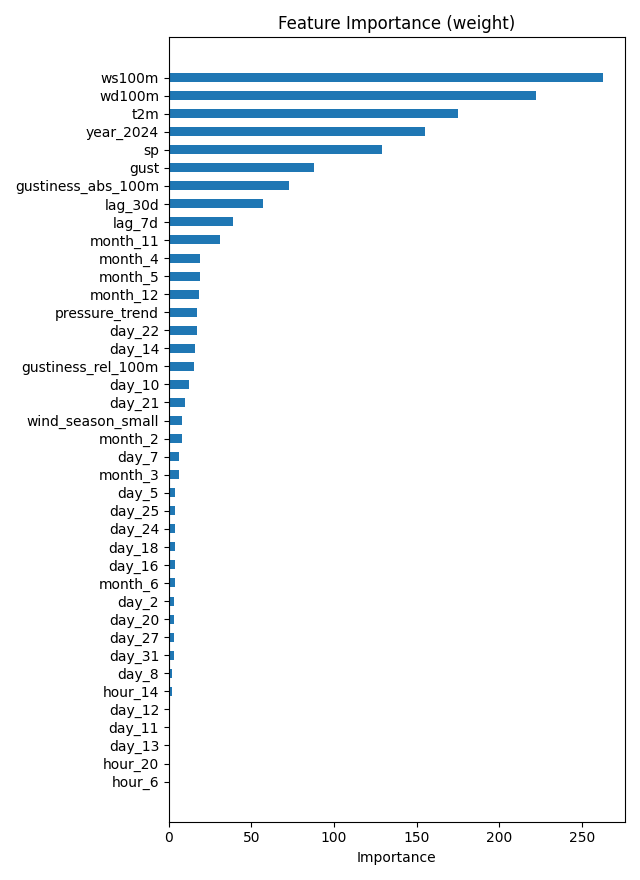 Feature Importance (weight)
ws100m
wd100m
t2m
year_2024
sp
gust
gustiness_abs_100m
lag_30d
lag_7d
month_11
month_4
month_5
month_12
pressure_trend
day_22
day_14
gustiness_rel_100m
day_10
day_21
wind_season_small
month_2
day_7
month_3
day_5
day_25
day_24
day_18
day_16
month_6
day_2
day_20
day_27
day_31
day_8
hour_14
day_12
day_11
day_13
hour_20
hour_6
0 50 100 150 200 250
Importance